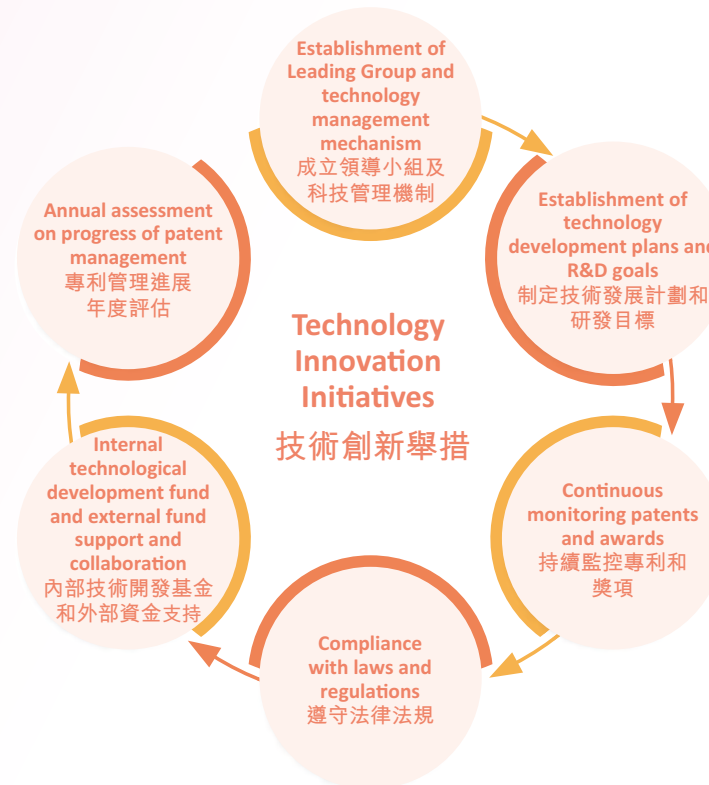 Establishment of
Leading Group and
technology
management
mechanism
成立領導小組及
科技管理機制
Establishment of
technology
development plans and
R&D goals
制定技術發展計劃和
研發目標
Continuous
monitoring patents
and awards
持續監控專利和
獎項
Compliance
with laws and
regulations
遵守法律法規
Internal
technological
development fund
and external fund
support and
collaboration
內部技術開發基金
和外部資金支持
Annual assessment
on progress of patent
management
專利管理進展
年度評估
Technology
Innovation
Initiatives
技術創新舉措